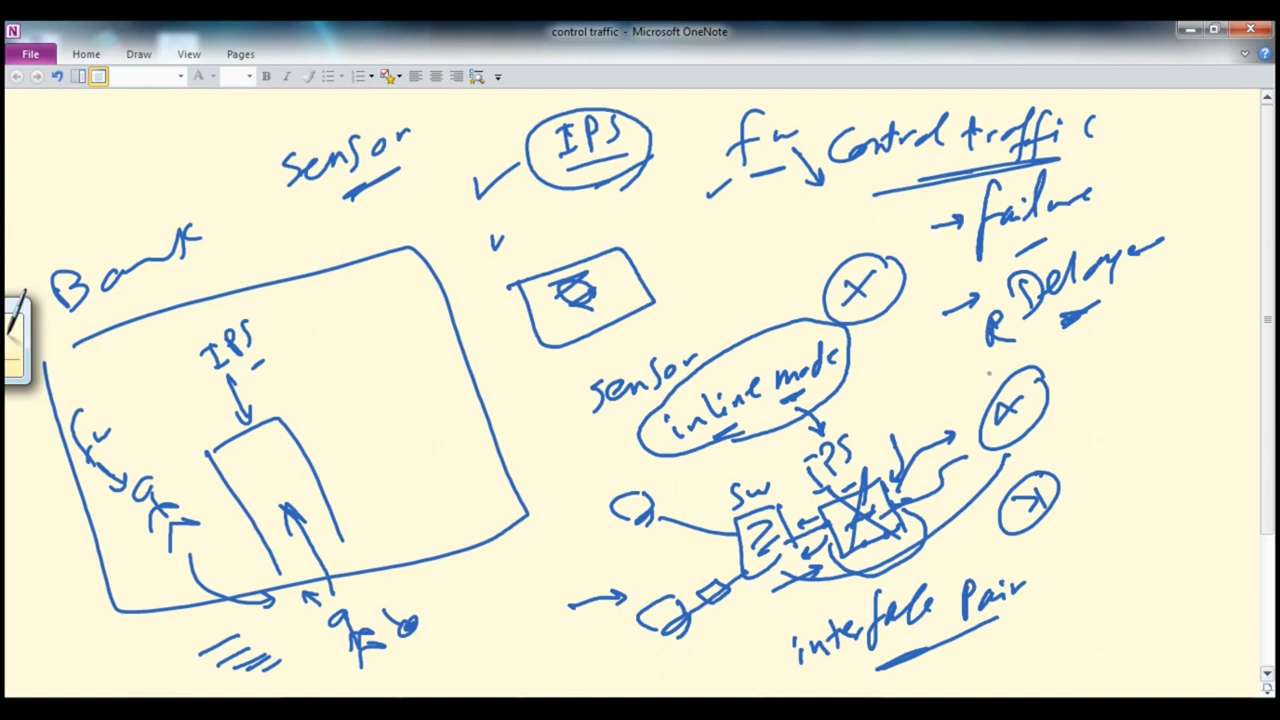 control traffic - Microsoft OneNote
File Home Draw View Pages
sensor
IPS
fw
control traffic
failure
Delay
R
Bank
IPS
sensor
inline mode
IPS
SW
interface pair